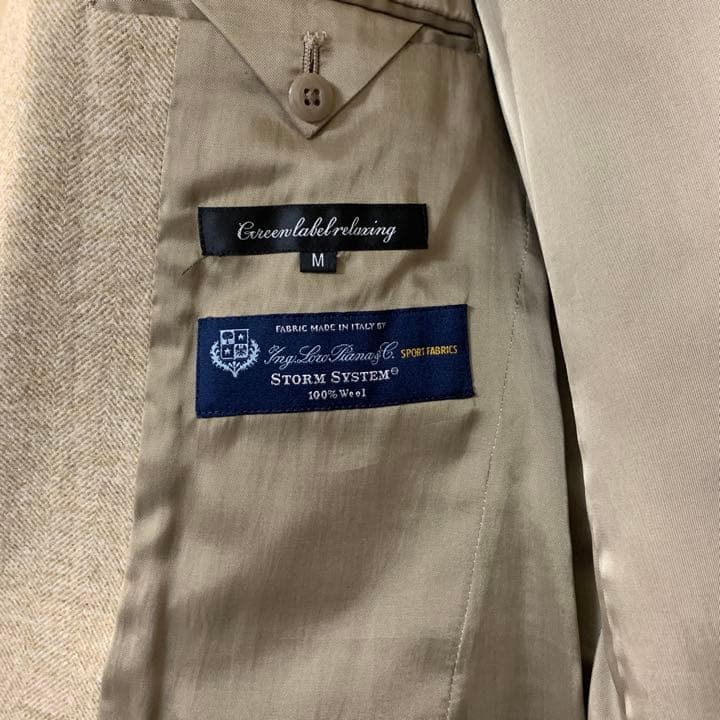 Green label relaxing
M
FABRIC MADE IN ITALY BY
Ing. Loro Piana & C. SPORT FABRICS
STORM SYSTEM®
100% Wool